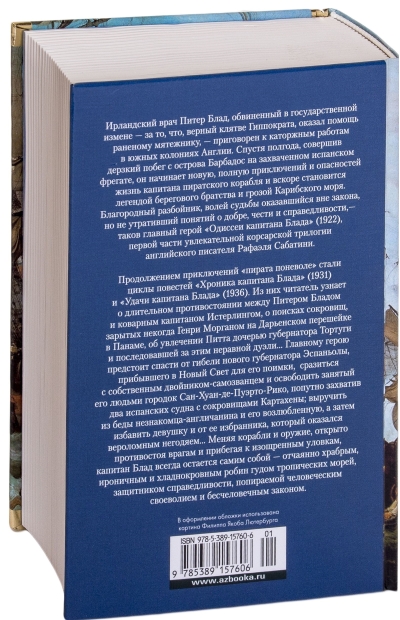 Ирландский врач Питер Блад, обвиненный в государственной
измене — за то, что, верный клятве Гиппократа, оказал помощь
раненому мятежнику, — приговорен к каторжным работам
в южных колониях Англии. Спустя полгода, совершив
дерзкий побег с острова Барбадос на захваченном испанском
фрегате, он начинает новую, полную приключений и опасностей
жизнь капитана пиратского корабля и вскоре становится
легендой берегового братства и грозой Карибского моря.
Благородный разбойник, волей судьбы оказавшийся вне закона,
но не утративший понятий о добре, чести и справедливости,—
таков главный герой «Одиссеи капитана Блада» (1922),
первой части увлекательной корсарской трилогии
английского писателя Рафаэля Сабатини.
Продолжением приключений «пирата поневоле» стали
циклы повестей «Хроника капитана Блада» (1931)
и «Удачи капитана Блада» (1936). Из них читатель узнает
о длительном противостоянии между Питером Бладом
и коварным капитаном Истерлингом, о поисках сокровищ,
зарытых некогда Генри Морганом на Дарьенском перешейке
в Панаме, об увлечении Питта дочерью губернатора Тортуги
и последовавшей за этим неравной дуэли... Главному герою
предстоит спасти от гибели нового губернатора Эспаньолы,
прибывшего в Новый Свет для его поимки, сразиться
с собственным двойником-самозванцем и освободить занятый
его людьми городок Сан-Хуан-де-Пуэрто-Рико, попутно захватив
два испанских судна с сокровищами Картахены; выручить
из беды незнакомца-англичанина и его возлюбленную, а затем
избавить девушку и от ее избранника, который оказался
вероломным негодяем... Меняя корабли и оружие, открыто
противостоя врагам и прибегая к изощренным уловкам,
капитан Блад всегда остается самим собой — отчаянно храбрым,
ироничным и хладнокровным робин гудом тропических морей,
защитником справедливости, попираемой человеческим
своеволием и бесчеловечным законом.
В оформлении обложки использована
картина Филиппа Якоба Лютербурга
ISBN 978-5-389-15760-6 01
9 785389 157606
www.azbooka.ru